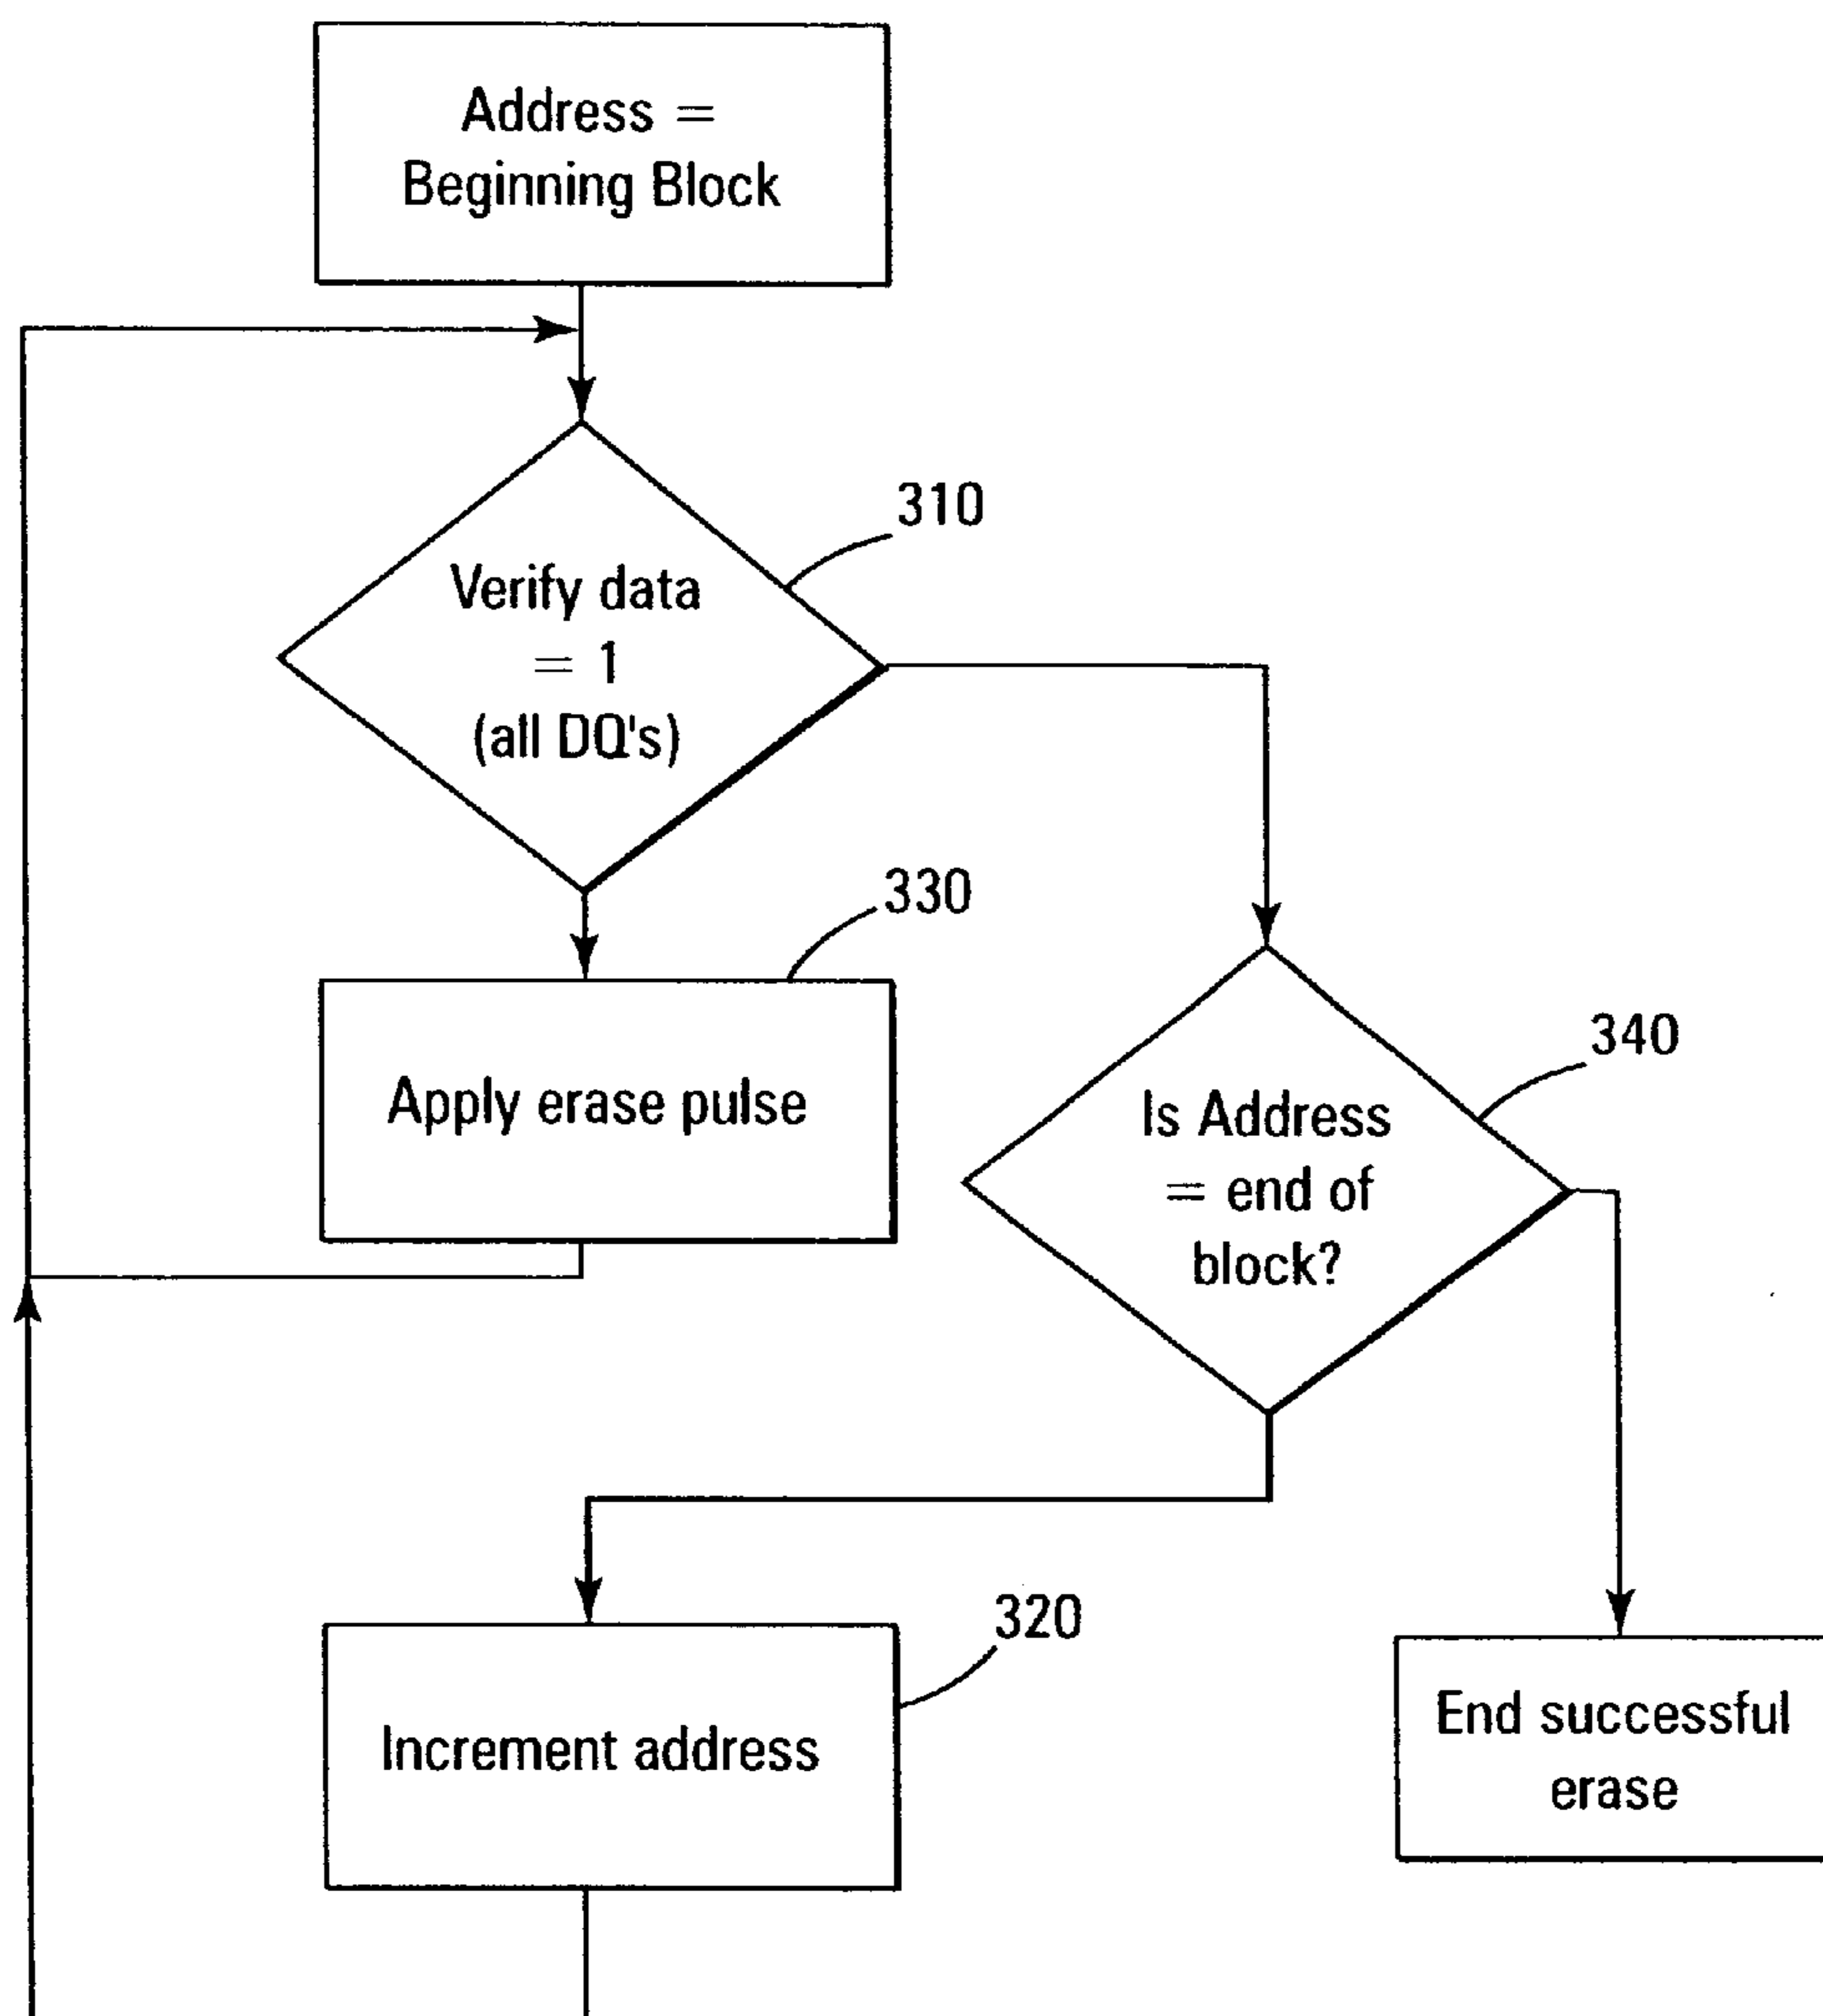 Address =
Beginning Block
310
Verify data
= 1
(all DQ's)
330
Apply erase pulse
340
Is Address
= end of
block?
320
Increment address
End successful
erase